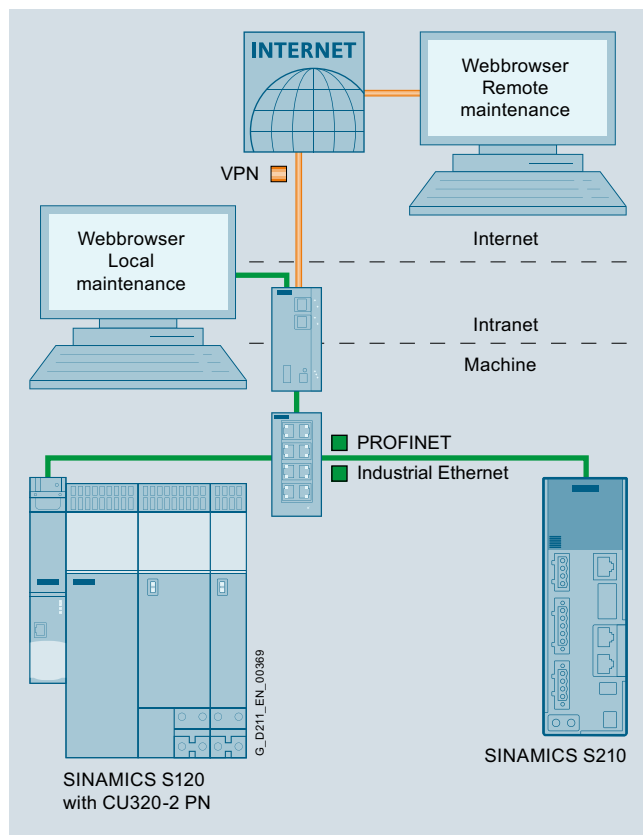 INTERNET
Webbrowser
Remote
maintenance
VPN
Webbrowser
Local
maintenance
Internet
Intranet
Machine
PROFINET
Industrial Ethernet
G_D211_EN_00369
SINAMICS S210
SINAMICS S120
with CU320-2 PN